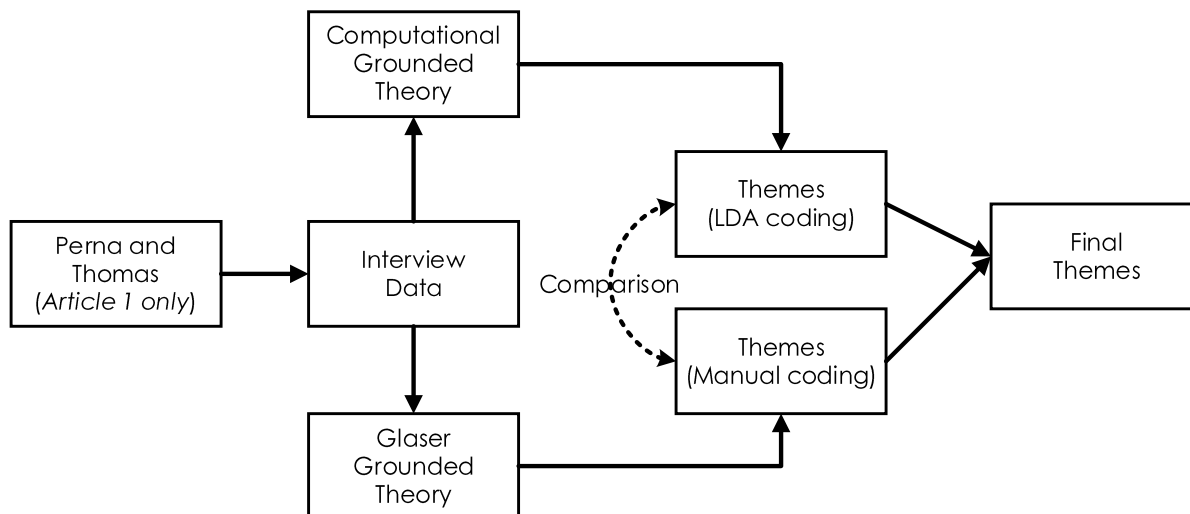 Computational
Grounded
Theory
Themes
(LDA coding)
Perna and
Thomas
(Article 1 only)
Interview
Data
Final
Themes
Comparison
Themes
(Manual coding)
Glaser
Grounded
Theory